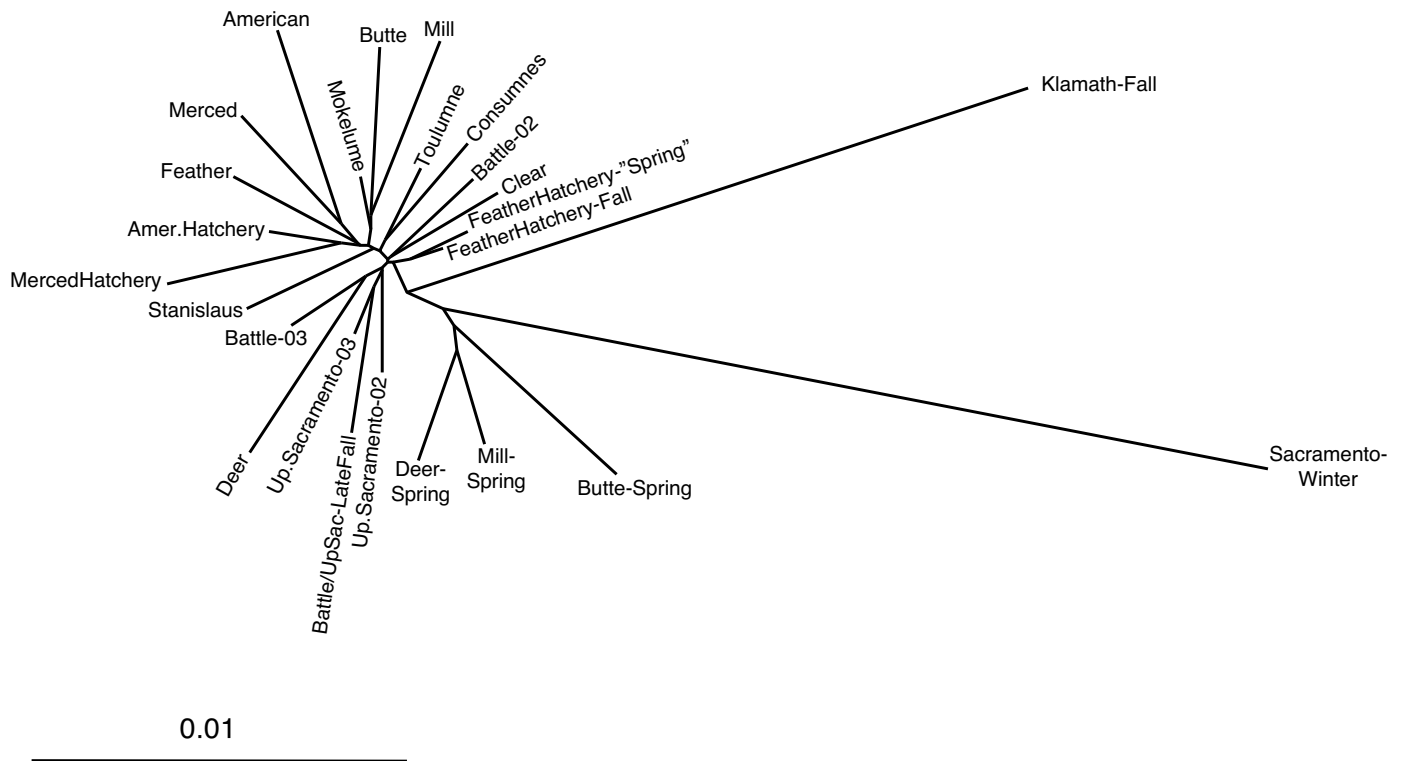 American
Butte
Mill
Mokelume
Toulumne
Consumnes
Battle-02
Klamath-Fall
Merced
Feather
Clear
FeatherHatchery-”Spring”
FeatherHatchery-Fall
Amer.Hatchery
MercedHatchery
Stanislaus
Battle-03
Deer
Up.Sacramento-03
Battle/UpSac-LateFall
Up.Sacramento-02
Deer-
Spring
Mill-
Spring
Butte-Spring
Sacramento-
Winter
0.01